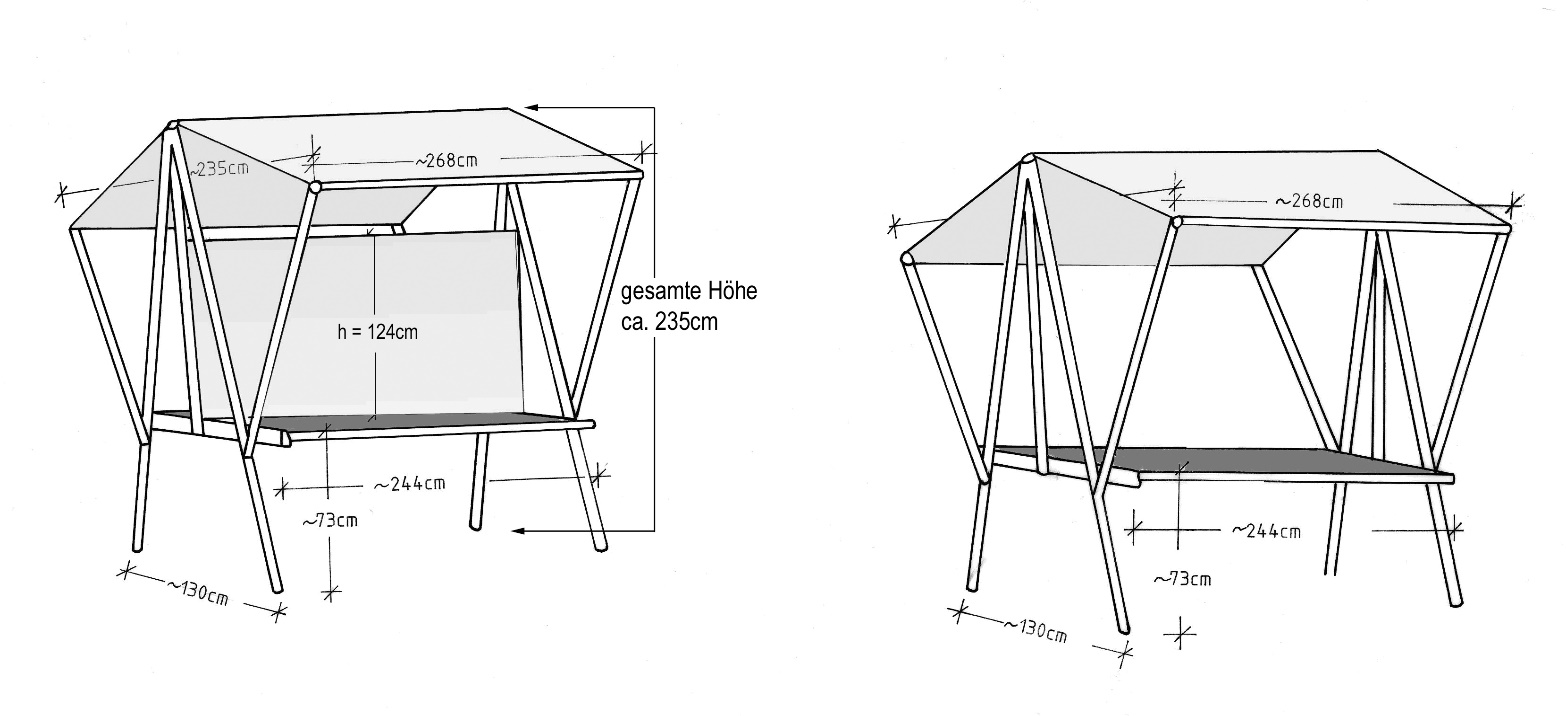 ~235cm
~268cm
h = 124cm
gesamte Höhe
ca. 235cm
~244cm
~73cm
~130cm
~268cm
~244cm
~73cm
~130cm